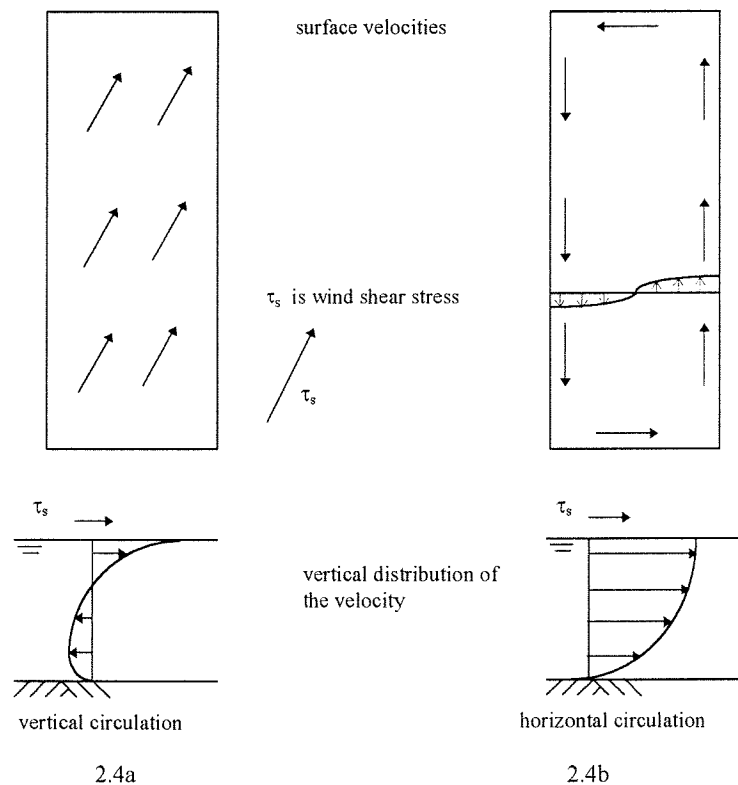 surface velocities
τs is wind shear stress
τs
τs
τs
vertical distribution of
the velocity
vertical circulation
horizontal circulation
2.4a
2.4b